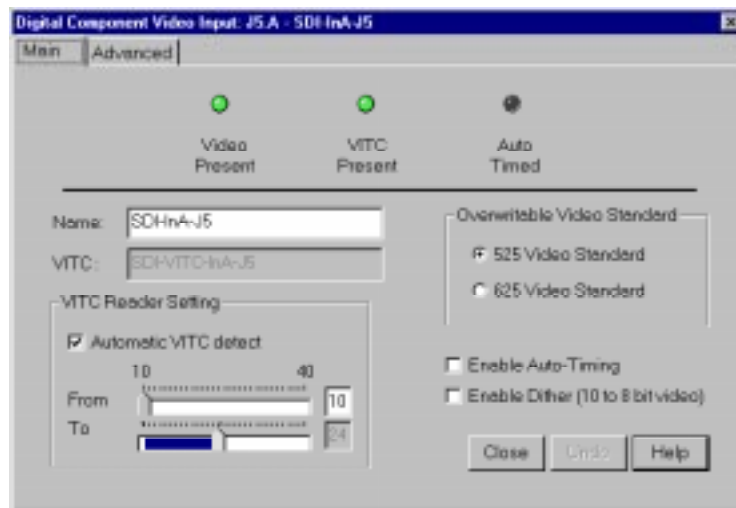 Digital Component Video Input: J5.A - SDI-InA-J5
Main Advanced
Video Present
VITC Present
Auto Timed
Name: SDI-InA-J5
VITC: SDI-VITC-InA-J5
VITC Reader Setting
Automatic VITC detect
10 40
From 10
To 24
Overwritable Video Standard
525 Video Standard
625 Video Standard
Enable Auto-Timing
Enable Dither (10 to 8 bit video)
Close Undo Help